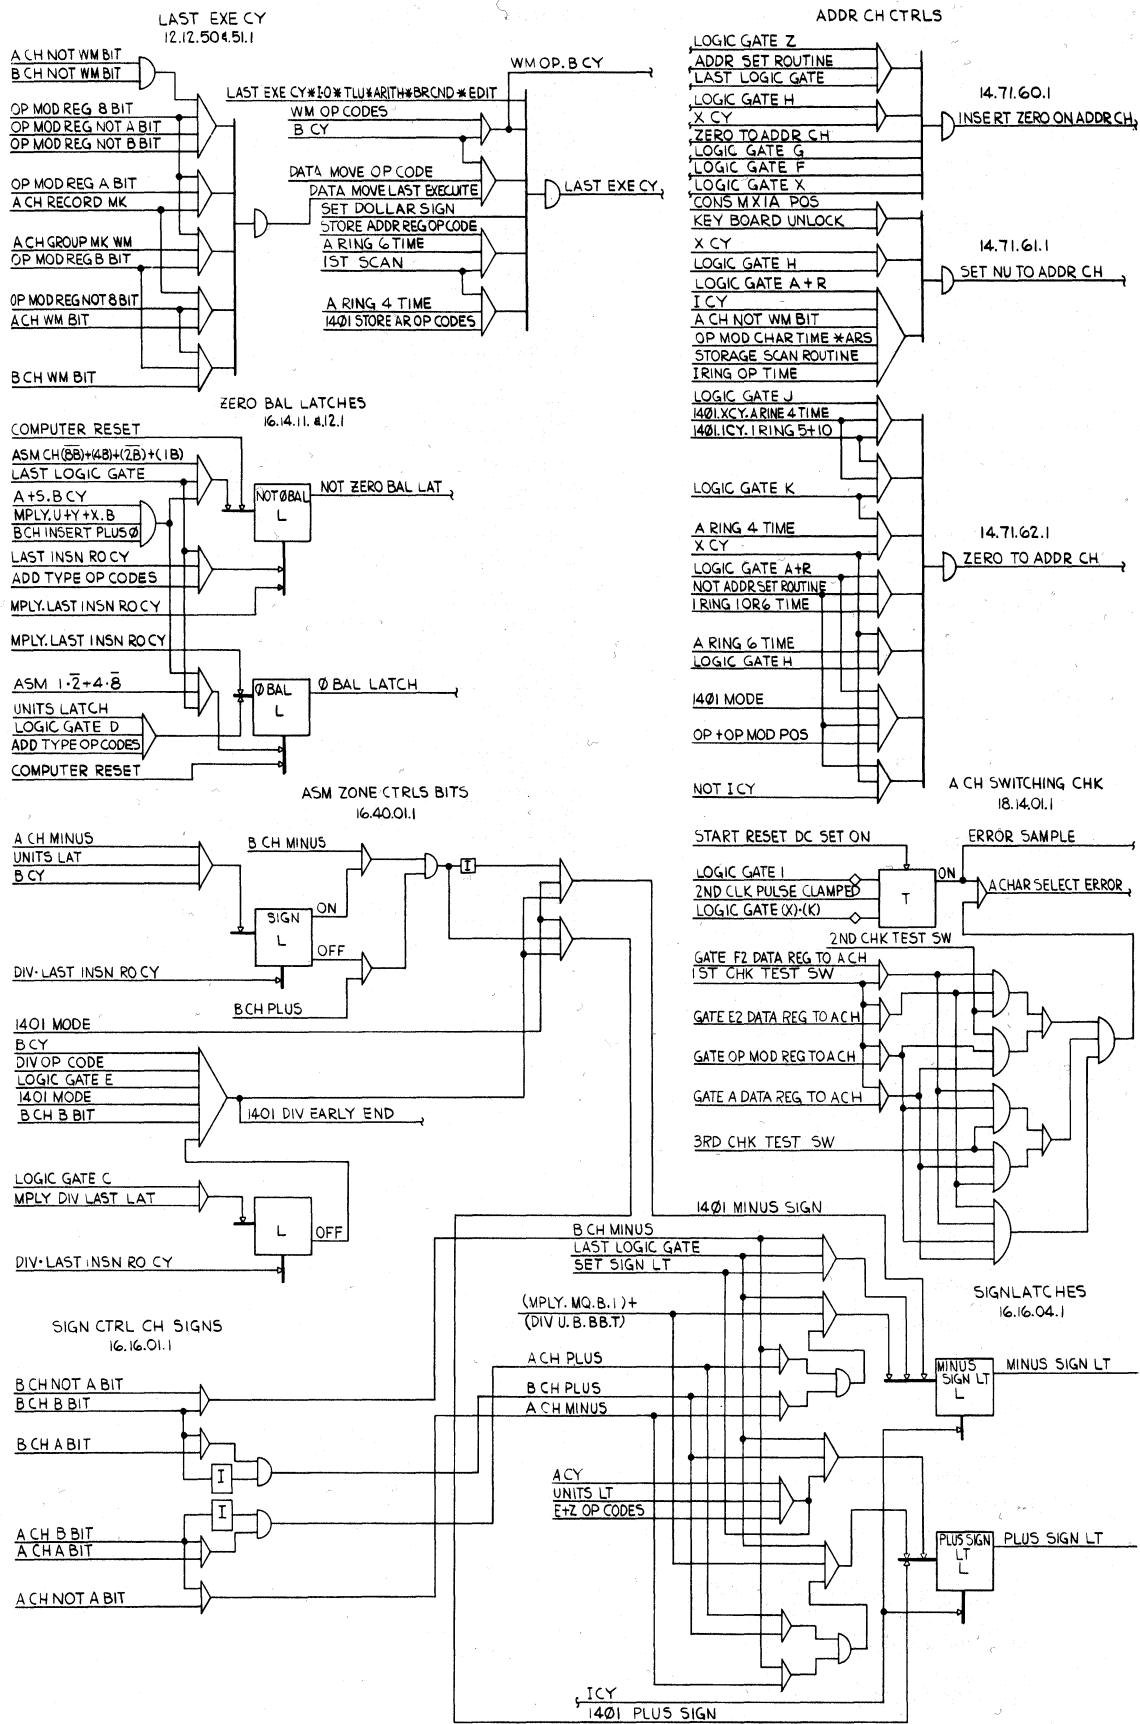 LAST EXE CY
12.12.50&.51.1
A CH NOT WM BIT
B CH NOT WM BIT
OP MOD REG 8 BIT
OP MOD REG NOT A BIT
OP MOD REG NOT B BIT
OP MOD REG A BIT
A CH RECORD MK
A CH GROUP MK WM
OP MOD REG B BIT
OP MOD REG NOT 8 BIT
A CH WM BIT
B CH WM BIT
WM OP. B CY
LAST EXE CY*IO*TLU*ARITH*BRCND*EDIT
WM OP CODES
B CY
DATA MOVE OP CODE
DATA MOVE LAST EXECUITE
SET DOLLAR SIGN
STORE ADDR REG OP CODE
A RING 6 TIME
1ST SCAN
A RING 4 TIME
14Ø1 STORE AR OP CODES
LAST EXE CY
ADDR CH CTRLS
LOGIC GATE Z
ADDR SET ROUTINE
LAST LOGIC GATE
LOGIC GATE H
X CY
ZERO TO ADDR CH
LOGIC GATE G
LOGIC GATE F
LOGIC GATE X
14.71.60.1
INSERT ZERO ON ADDR CH
CONS MX1A POS
KEY BOARD UNLOCK
X CY
LOGIC GATE H
LOGIC GATE A+R
I CY
A CH NOT WM BIT
OP MOD CHAR TIME *ARS
STORAGE SCAN ROUTINE
I RING OP TIME
14.71.61.1
SET NU TO ADDR CH
LOGIC GATE J
14Ø1.XCY.A RINE 4 TIME
14Ø1.ICY.I RING 5+10
LOGIC GATE K
A RING 4 TIME
X CY
LOGIC GATE A+R
NOT ADDR SET ROUTINE
I RING 1 OR 6 TIME
A RING 6 TIME
LOGIC GATE H
14Ø1 MODE
OP + OP MOD POS
NOT I CY
14.71.62.1
ZERO TO ADDR CH
ZERO BAL LATCHES
16.14.11.&.12.1
COMPUTER RESET
ASM CH(8̅B̅)+(4B)+(2̅B̅)+(1B)
LAST LOGIC GATE
A+S.B CY
MPLY.U+Y+X.B
B CH INSERT PLUS Ø
LAST INSN RO CY
ADD TYPE OP CODES
MPLY.LAST INSN RO CY
NOT ØBAL
L
NOT ZERO BAL LAT
MPLY.LAST INSN RO CY
ASM 1·2̅+4·8̅
UNITS LATCH
LOGIC GATE D
ADD TYPE OP CODES
COMPUTER RESET
Ø BAL
L
Ø BAL LATCH
ASM ZONE CTRLS BITS
16.40.01.1
A CH MINUS
UNITS LAT
B CY
B CH MINUS
SIGN
L
ON
OFF
I
DIV·LAST INSN RO CY
B CH PLUS
14Ø1 MODE
B CY
DIV OP CODE
LOGIC GATE E
14Ø1 MODE
B CH B BIT
14Ø1 DIV EARLY END
LOGIC GATE C
MPLY DIV LAST LAT
L
OFF
DIV·LAST INSN RO CY
A CH SWITCHING CHK
18.14.01.1
START RESET DC SET ON
ERROR SAMPLE
LOGIC GATE I
2ND CLK PULSE CLAMPED
LOGIC GATE (X)·(K)
T
ON
A CHAR SELECT ERROR
2ND CHK TEST SW
GATE F2 DATA REG TO A CH
1ST CHK TEST SW
GATE E2 DATA REG TO A CH
GATE OP MOD REG TO A CH
GATE A DATA REG TO A CH
3RD CHK TEST SW
14Ø1 MINUS SIGN
SIGN CTRL CH SIGNS
16.16.01.1
B CH NOT A BIT
B CH B BIT
B CH A BIT
I
I
A CH B BIT
A CH A BIT
A CH NOT A BIT
B CH MINUS
LAST LOGIC GATE
SET SIGN LT
(MPLY.MQ.B.1)+
(DIV U.B.BB.T)
A CH PLUS
B CH PLUS
A CH MINUS
A CY
UNITS LT
E+Z OP CODES
SIGN LATCHES
16.16.04.1
MINUS
SIGN LT
L
MINUS SIGN LT
PLUS SIGN
LT
L
PLUS SIGN LT
I CY
14Ø1 PLUS SIGN